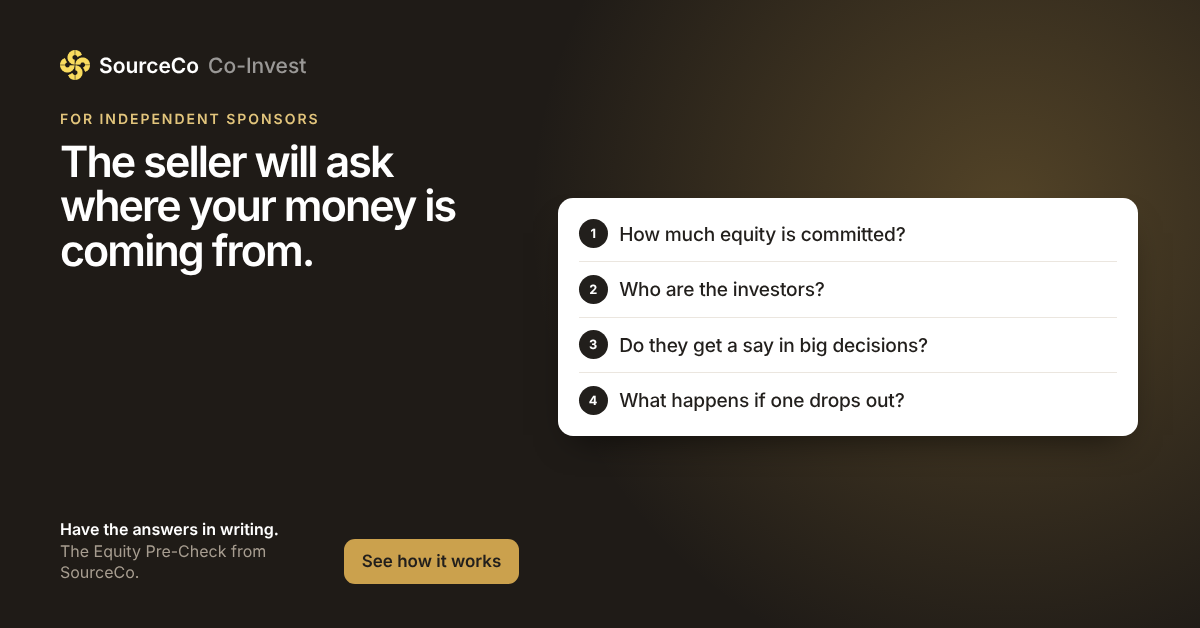 SourceCo Co-Invest
FOR INDEPENDENT SPONSORS
The seller will ask
where your money is
coming from.
1 How much equity is committed?
2 Who are the investors?
3 Do they get a say in big decisions?
4 What happens if one drops out?
Have the answers in writing.
The Equity Pre-Check from
SourceCo.
See how it works